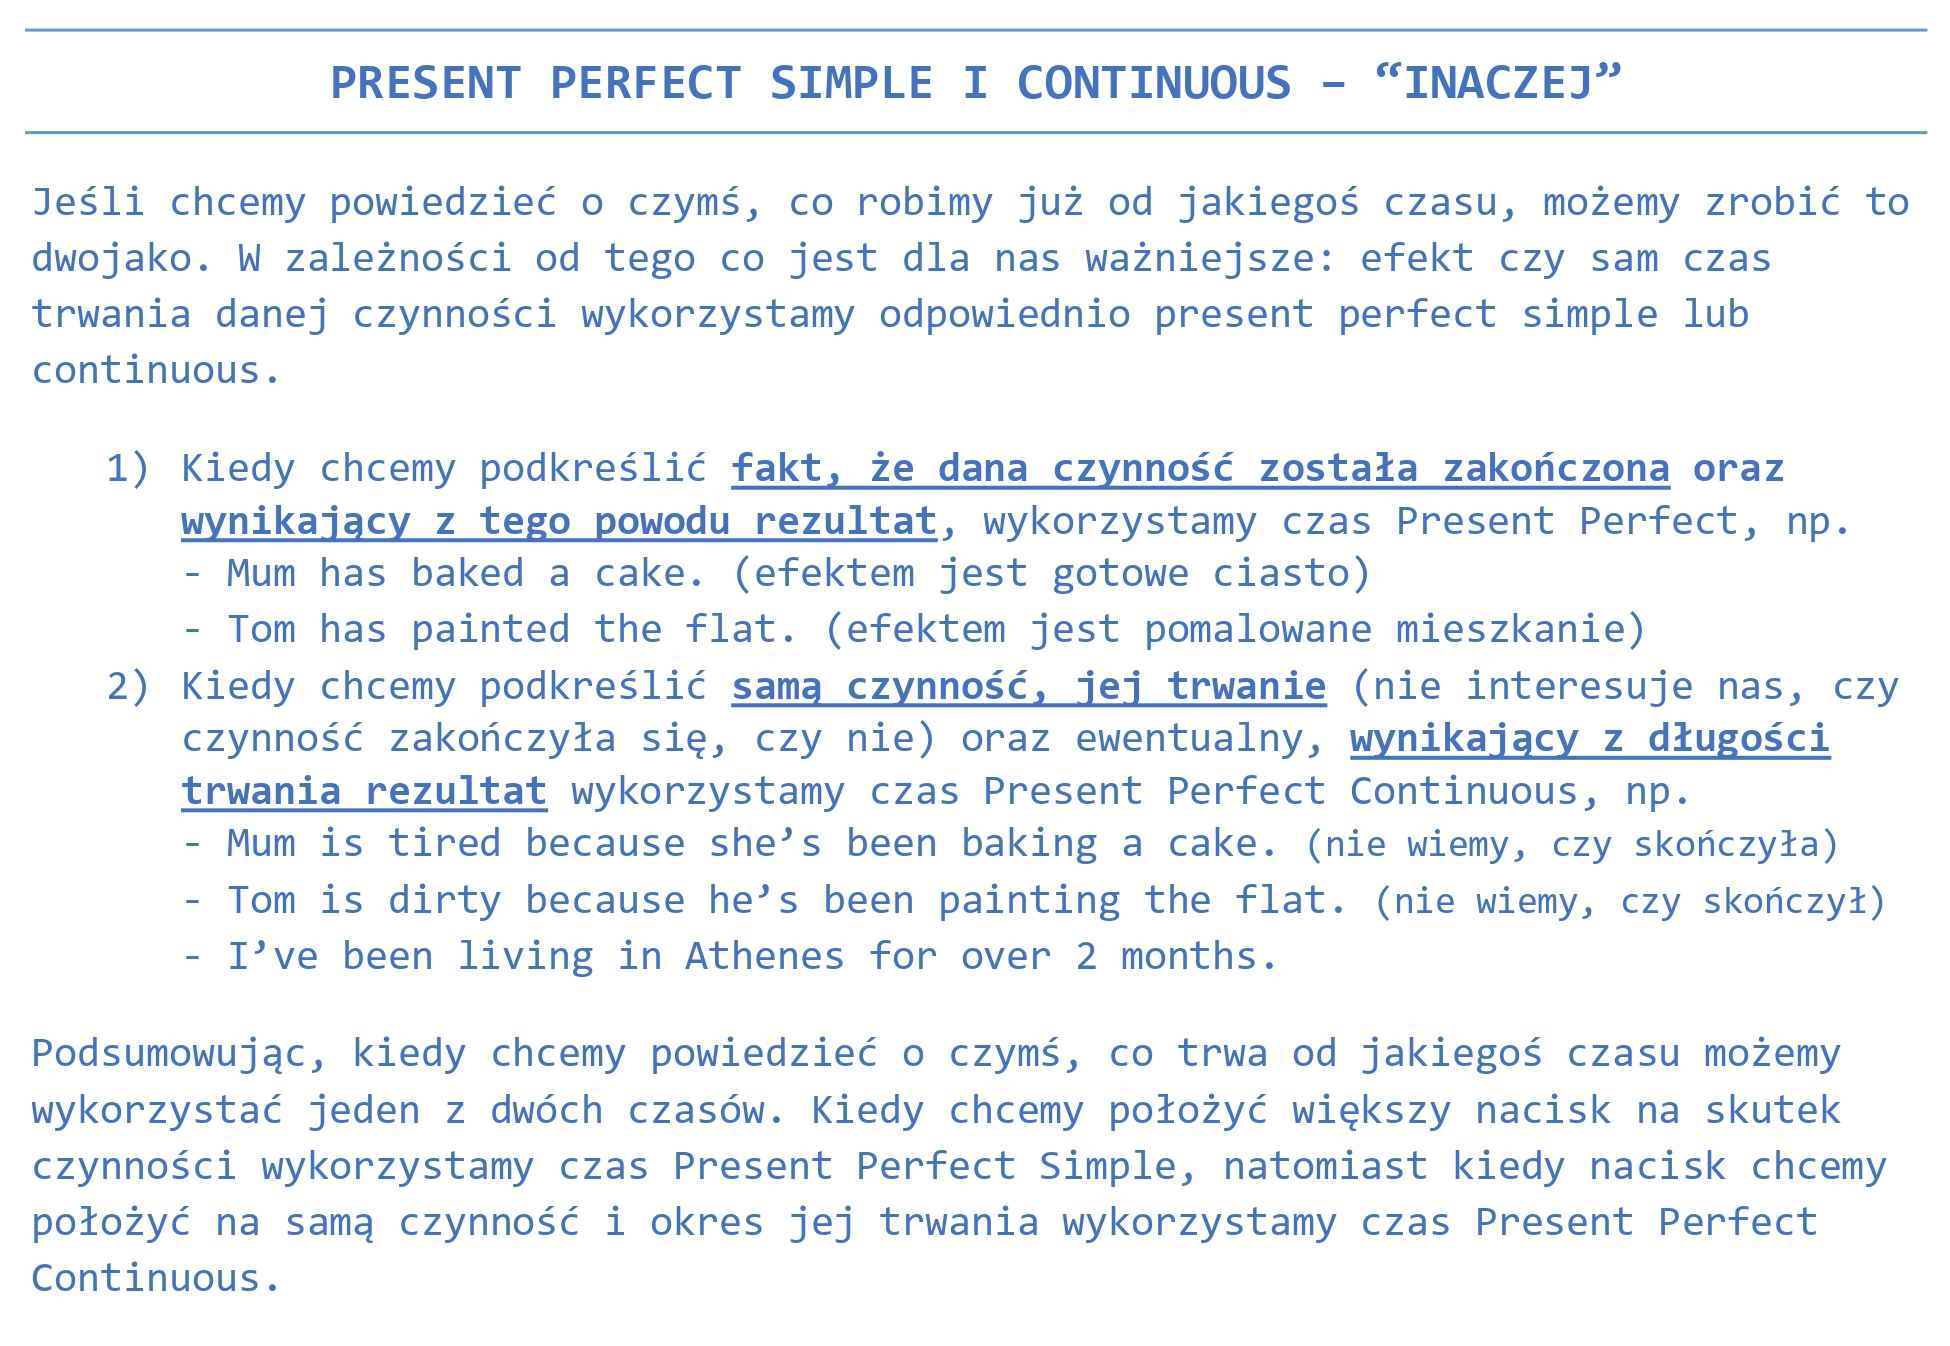 PRESENT PERFECT SIMPLE I CONTINUOUS – “INACZEJ”
Jeśli chcemy powiedzieć o czymś, co robimy już od jakiegoś czasu, możemy zrobić to
dwojako. W zależności od tego co jest dla nas ważniejsze: efekt czy sam czas
trwania danej czynności wykorzystamy odpowiednio present perfect simple lub
continuous.
1) Kiedy chcemy podkreślić fakt, że dana czynność została zakończona oraz
wynikający z tego powodu rezultat, wykorzystamy czas Present Perfect, np.
- Mum has baked a cake. (efektem jest gotowe ciasto)
- Tom has painted the flat. (efektem jest pomalowane mieszkanie)
2) Kiedy chcemy podkreślić samą czynność, jej trwanie (nie interesuje nas, czy
czynność zakończyła się, czy nie) oraz ewentualny, wynikający z długości
trwania rezultat wykorzystamy czas Present Perfect Continuous, np.
- Mum is tired because she’s been baking a cake. (nie wiemy, czy skończyła)
- Tom is dirty because he’s been painting the flat. (nie wiemy, czy skończył)
- I’ve been living in Athenes for over 2 months.
Podsumowując, kiedy chcemy powiedzieć o czymś, co trwa od jakiegoś czasu możemy
wykorzystać jeden z dwóch czasów. Kiedy chcemy położyć większy nacisk na skutek
czynności wykorzystamy czas Present Perfect Simple, natomiast kiedy nacisk chcemy
położyć na samą czynność i okres jej trwania wykorzystamy czas Present Perfect
Continuous.